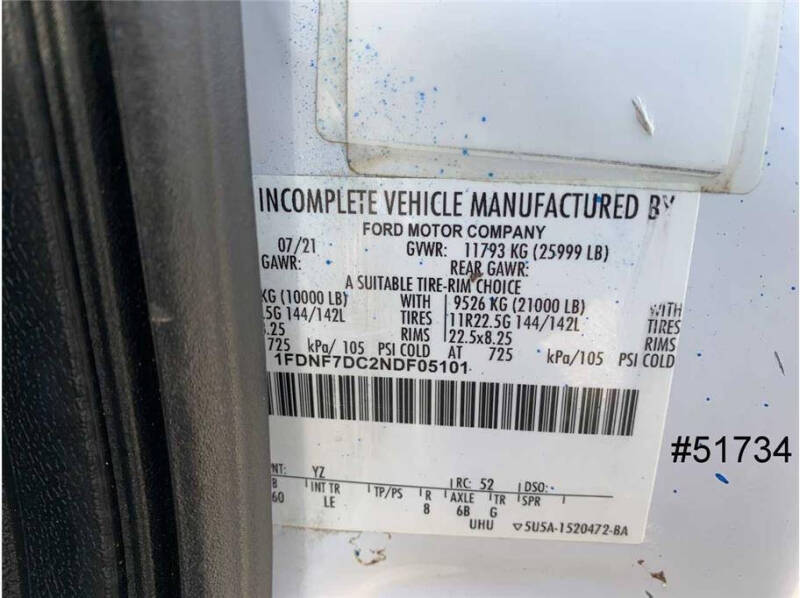 INCOMPLETE VEHICLE MANUFACTURED BY
FORD MOTOR COMPANY
07/21 GVWR: 11793 KG (25999 LB)
GAWR: REAR GAWR:
A SUITABLE TIRE-RIM CHOICE
KG (10000 LB) WITH 9526 KG (21000 LB) WITH
.5G 144/142L TIRES 11R22.5G 144/142L TIRES
.25 RIMS 22.5x8.25 RIMS
725 kPa/ 105 PSI COLD AT 725 kPa/105 PSI COLD
1FDNF7DC2NDF05101
#51734
NT: YZ RC: 52 DSO:
B INT TR TP/PS R AXLE TR SPR
60 LE 8 6B G
UHU 5U5A-1520472-BA